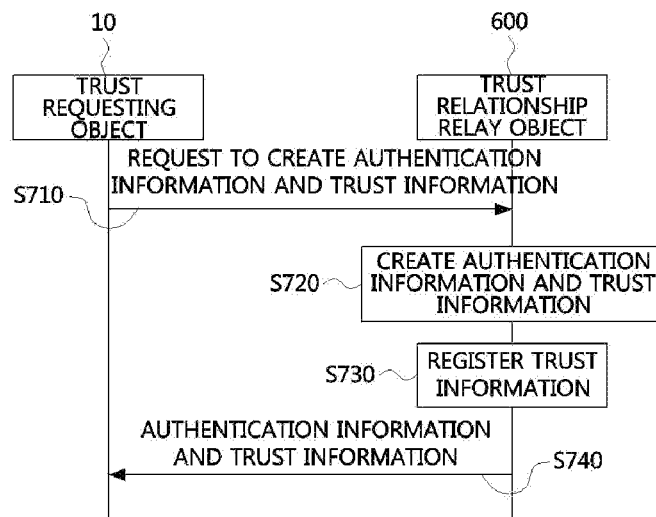 10
600
TRUST
REQUESTING
OBJECT
TRUST
RELATIONSHIP
RELAY OBJECT
REQUEST TO CREATE AUTHENTICATION
INFORMATION AND TRUST INFORMATION
S710
CREATE AUTHENTICATION
INFORMATION AND TRUST
INFORMATION
S720
REGISTER TRUST
INFORMATION
S730
AUTHENTICATION INFORMATION
AND TRUST INFORMATION
S740